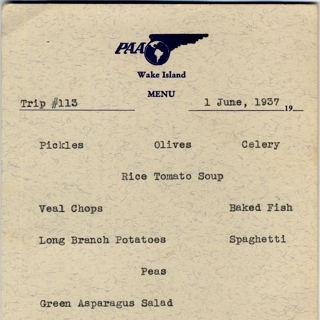 PAA
Wake Island
MENU
Trip #113 1 June, 1937 19
Pickles Olives Celery
Rice Tomato Soup
Veal Chops Baked Fish
Long Branch Potatoes Spaghetti
Peas
Green Asparagus Salad